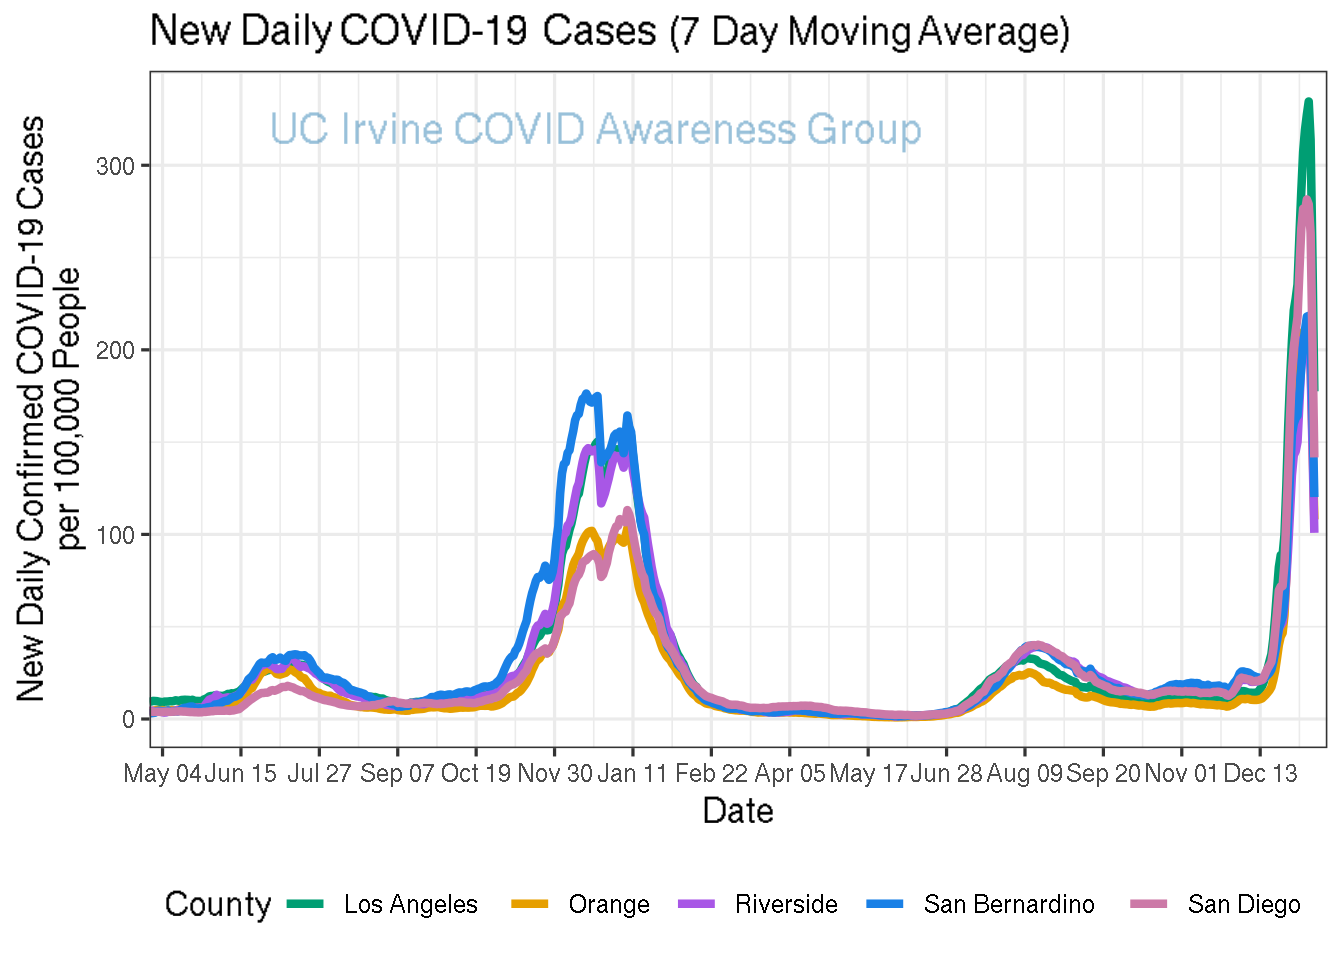 New Daily COVID-19 Cases (7 Day Moving Average)
UC Irvine COVID Awareness Group
New Daily Confirmed COVID-19 Cases
per 100,000 People
300
200
100
0
May 04 Jun 15 Jul 27 Sep 07 Oct 19 Nov 30 Jan 11 Feb 22 Apr 05 May 17 Jun 28 Aug 09 Sep 20 Nov 01 Dec 13
Date
County Los Angeles Orange Riverside San Bernardino San Diego